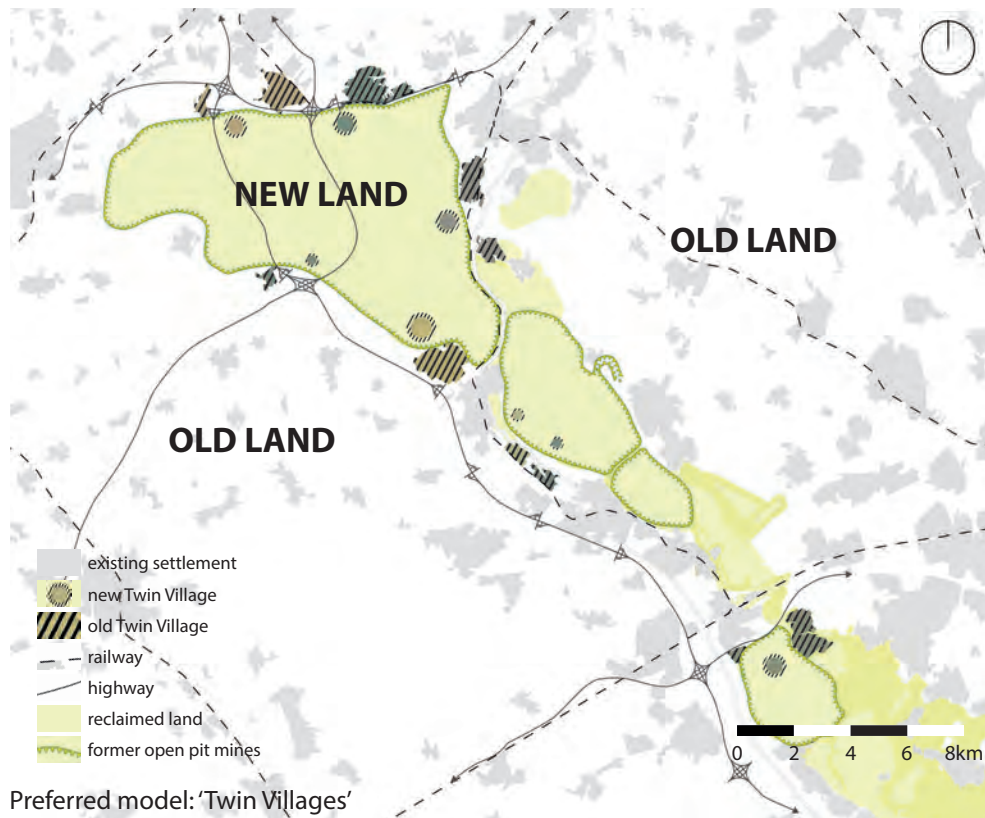 NEW LAND
OLD LAND
OLD LAND
existing settlement
new Twin Village
old Twin Village
railway
highway
reclaimed land
former open pit mines
0 2 4 6 8km
Preferred model: ‘Twin Villages’